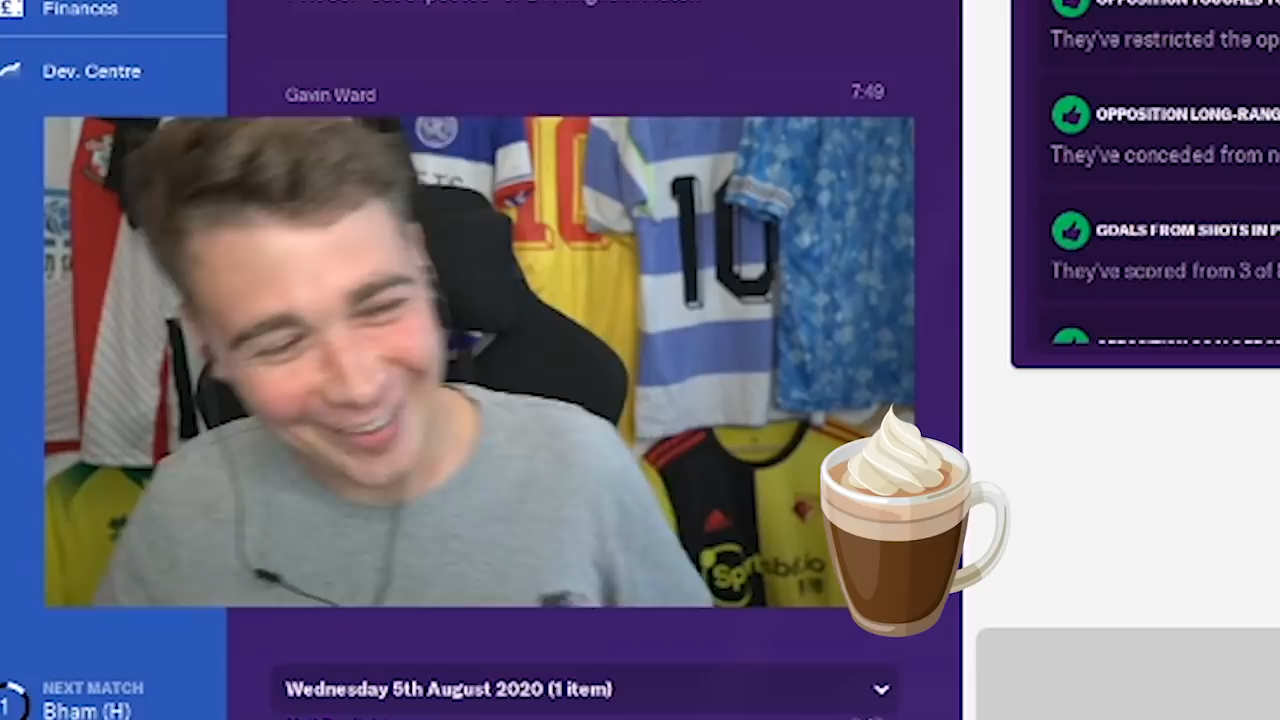 Finances
Dev. Centre
Gavin Ward
7:49
10
10
They've restricted the op
OPPOSITION LONG-RANG
They've conceded from n
GOALS FROM SHOTS IN P
They've scored from 3 of
NEXT MATCH
Bham (H)
Wednesday 5th August 2020 (1 item)